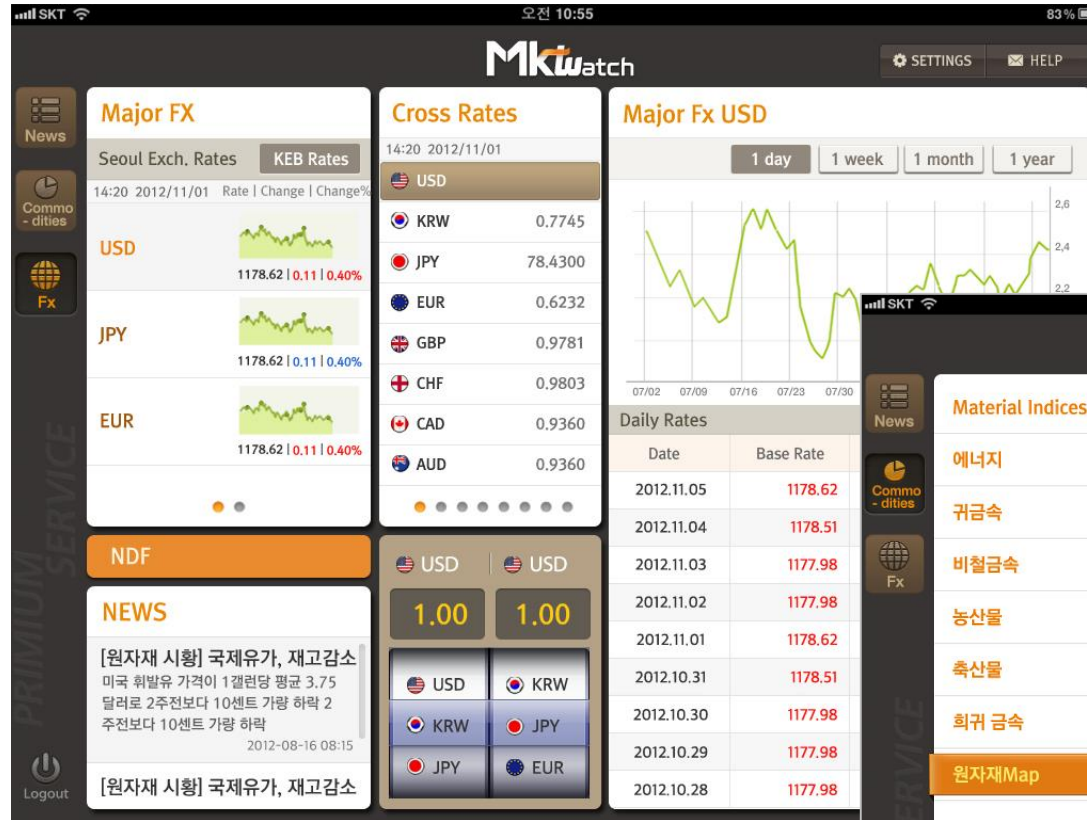 SKT
오전 10:55
83%
Mkiwatch
SETTINGS
HELP
News
Commo
- dities
Fx
PRIMIUM
SERVICE
Logout
Major FX
Seoul Exch. Rates KEB Rates
14:20 2012/11/01 Rate | Change | Change%
USD
1178.62 | 0.11 | 0.40%
JPY
1178.62 | 0.11 | 0.40%
EUR
1178.62 | 0.11 | 0.40%
NDF
NEWS
[원자재 시황] 국제유가, 재고감소
미국 휘발유 가격이 1갤런당 평균 3.75
달러로 2주전보다 10센트 가량 하락 2
주전보다 10센트 가량 하락
2012-08-16 08:15
[원자재 시황] 국제유가, 재고감소
Cross Rates
14:20 2012/11/01
USD
KRW 0.7745
JPY 78.4300
EUR 0.6232
GBP 0.9781
CHF 0.9803
CAD 0.9360
AUD 0.9360
USD USD
1.00 1.00
USD KRW
KRW JPY
JPY EUR
Major Fx USD
1 day 1 week 1 month 1 year
2,6
2,4
2,2
07/02 07/09 07/16 07/23 07/30
Daily Rates
Date Base Rate
2012.11.05 1178.62
2012.11.04 1178.51
2012.11.03 1177.98
2012.11.02 1177.98
2012.11.01 1178.62
2012.10.31 1178.51
2012.10.30 1177.98
2012.10.29 1177.98
2012.10.28 1177.98
SKT
News
Commo
- dities
Fx
SERVICE
Material Indices
에너지
귀금속
비철금속
농산물
축산물
희귀 금속
원자재Map